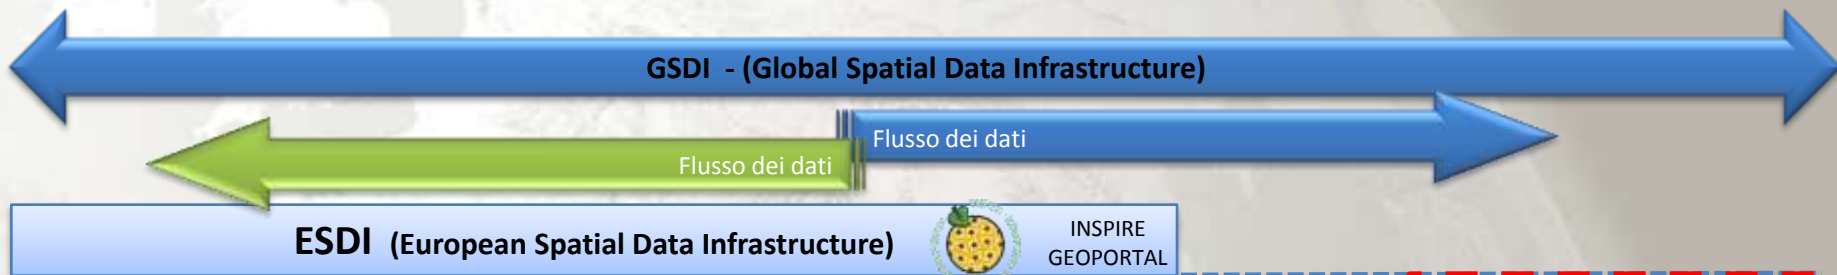 GSDI - (Global Spatial Data Infrastructure)
Flusso dei dati
Flusso dei dati
ESDI (European Spatial Data Infrastructure)
INSPIRE
GEOPORTAL